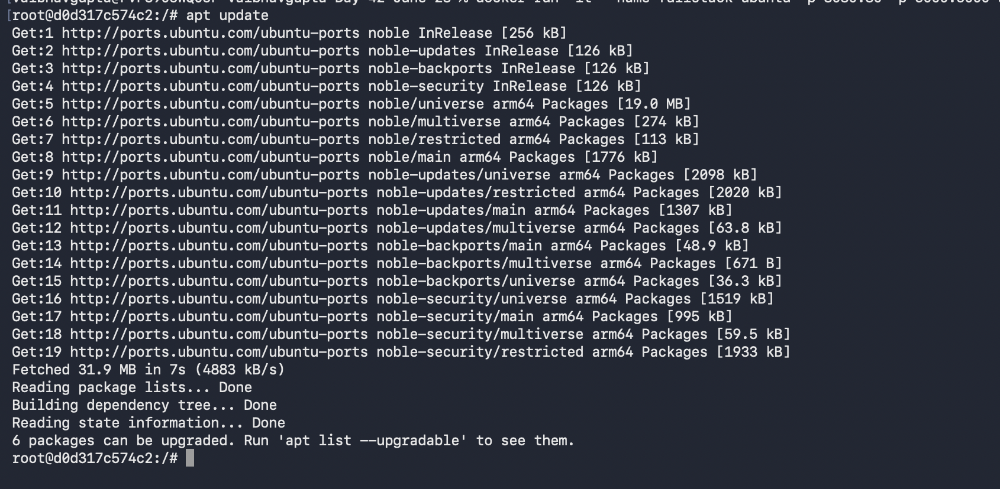 [root@d0d317c574c2:/# apt update
Get:1 http://ports.ubuntu.com/ubuntu-ports noble InRelease [256 kB]
Get:2 http://ports.ubuntu.com/ubuntu-ports noble-updates InRelease [126 kB]
Get:3 http://ports.ubuntu.com/ubuntu-ports noble-backports InRelease [126 kB]
Get:4 http://ports.ubuntu.com/ubuntu-ports noble-security InRelease [126 kB]
Get:5 http://ports.ubuntu.com/ubuntu-ports noble/universe arm64 Packages [19.0 MB]
Get:6 http://ports.ubuntu.com/ubuntu-ports noble/multiverse arm64 Packages [274 kB]
Get:7 http://ports.ubuntu.com/ubuntu-ports noble/restricted arm64 Packages [113 kB]
Get:8 http://ports.ubuntu.com/ubuntu-ports noble/main arm64 Packages [1776 kB]
Get:9 http://ports.ubuntu.com/ubuntu-ports noble-updates/universe arm64 Packages [2098 kB]
Get:10 http://ports.ubuntu.com/ubuntu-ports noble-updates/restricted arm64 Packages [2020 kB]
Get:11 http://ports.ubuntu.com/ubuntu-ports noble-updates/main arm64 Packages [1307 kB]
Get:12 http://ports.ubuntu.com/ubuntu-ports noble-updates/multiverse arm64 Packages [63.8 kB]
Get:13 http://ports.ubuntu.com/ubuntu-ports noble-backports/main arm64 Packages [48.9 kB]
Get:14 http://ports.ubuntu.com/ubuntu-ports noble-backports/multiverse arm64 Packages [671 B]
Get:15 http://ports.ubuntu.com/ubuntu-ports noble-backports/universe arm64 Packages [36.3 kB]
Get:16 http://ports.ubuntu.com/ubuntu-ports noble-security/universe arm64 Packages [1519 kB]
Get:17 http://ports.ubuntu.com/ubuntu-ports noble-security/main arm64 Packages [995 kB]
Get:18 http://ports.ubuntu.com/ubuntu-ports noble-security/multiverse arm64 Packages [59.5 kB]
Get:19 http://ports.ubuntu.com/ubuntu-ports noble-security/restricted arm64 Packages [1933 kB]
Fetched 31.9 MB in 7s (4883 kB/s)
Reading package lists... Done
Building dependency tree... Done
Reading state information... Done
6 packages can be upgraded. Run 'apt list --upgradable' to see them.
root@d0d317c574c2:/#